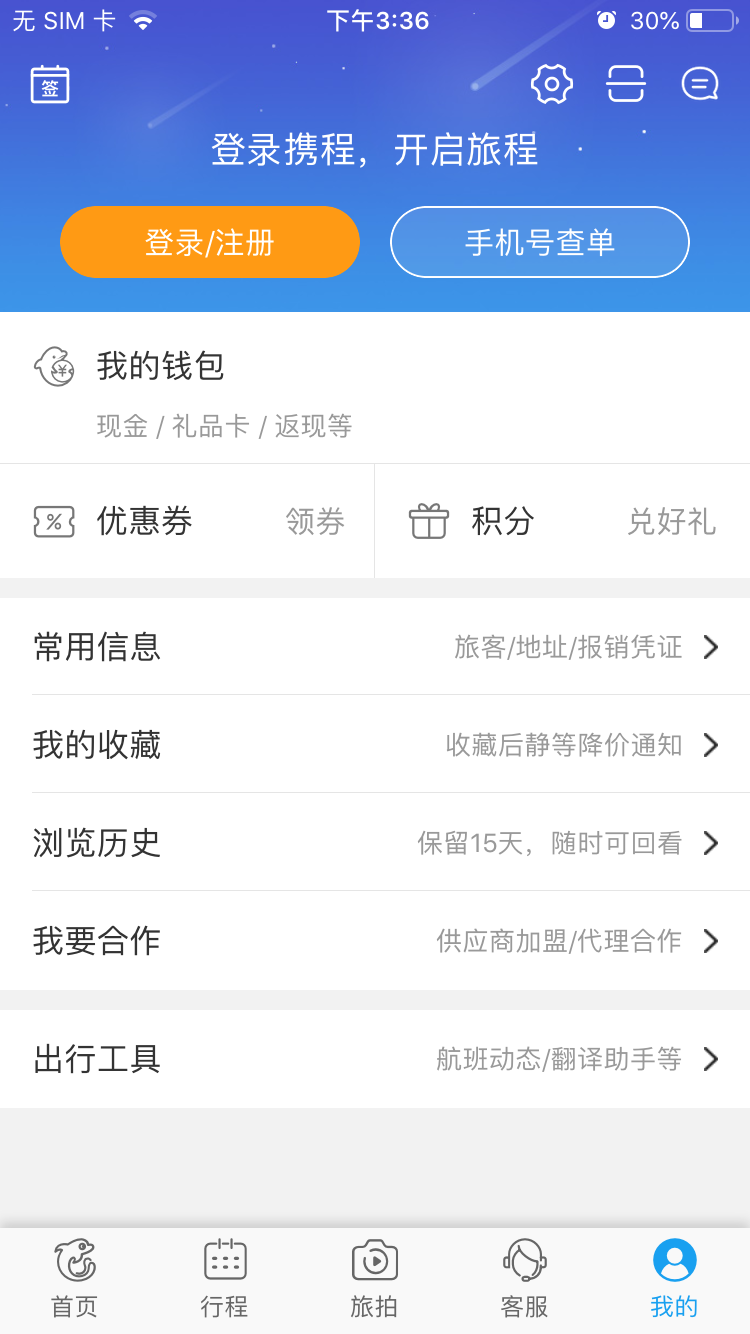 无 SIM 卡 下午3:36 30%
签
登录携程，开启旅程
登录/注册 手机号查单
我的钱包
现金 / 礼品卡 / 返现等
优惠券 领券 积分 兑好礼
常用信息 旅客/地址/报销凭证
我的收藏 收藏后静等降价通知
浏览历史 保留15天，随时可回看
我要合作 供应商加盟/代理合作
出行工具 航班动态/翻译助手等
首页 行程 旅拍 客服 我的